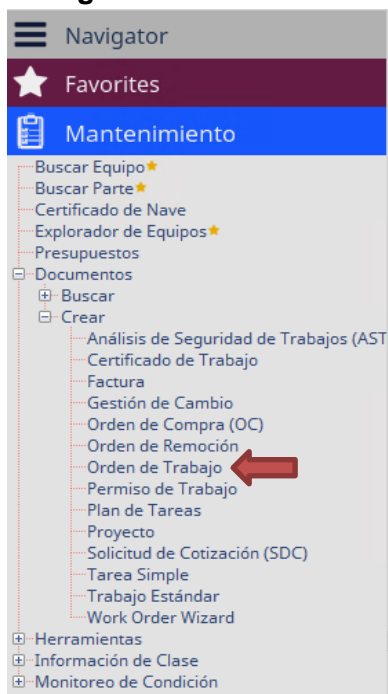 Navigator
Favorites
Mantenimiento
Buscar Equipo
Buscar Parte
Certificado de Nave
Explorador de Equipos
Presupuestos
Documentos
Buscar
Crear
Análisis de Seguridad de Trabajos (AST
Certificado de Trabajo
Factura
Gestión de Cambio
Orden de Compra (OC)
Orden de Remoción
Orden de Trabajo
Permiso de Trabajo
Plan de Tareas
Proyecto
Solicitud de Cotización (SDC)
Tarea Simple
Trabajo Estándar
Work Order Wizard
Herramientas
Información de Clase
Monitoreo de Condición